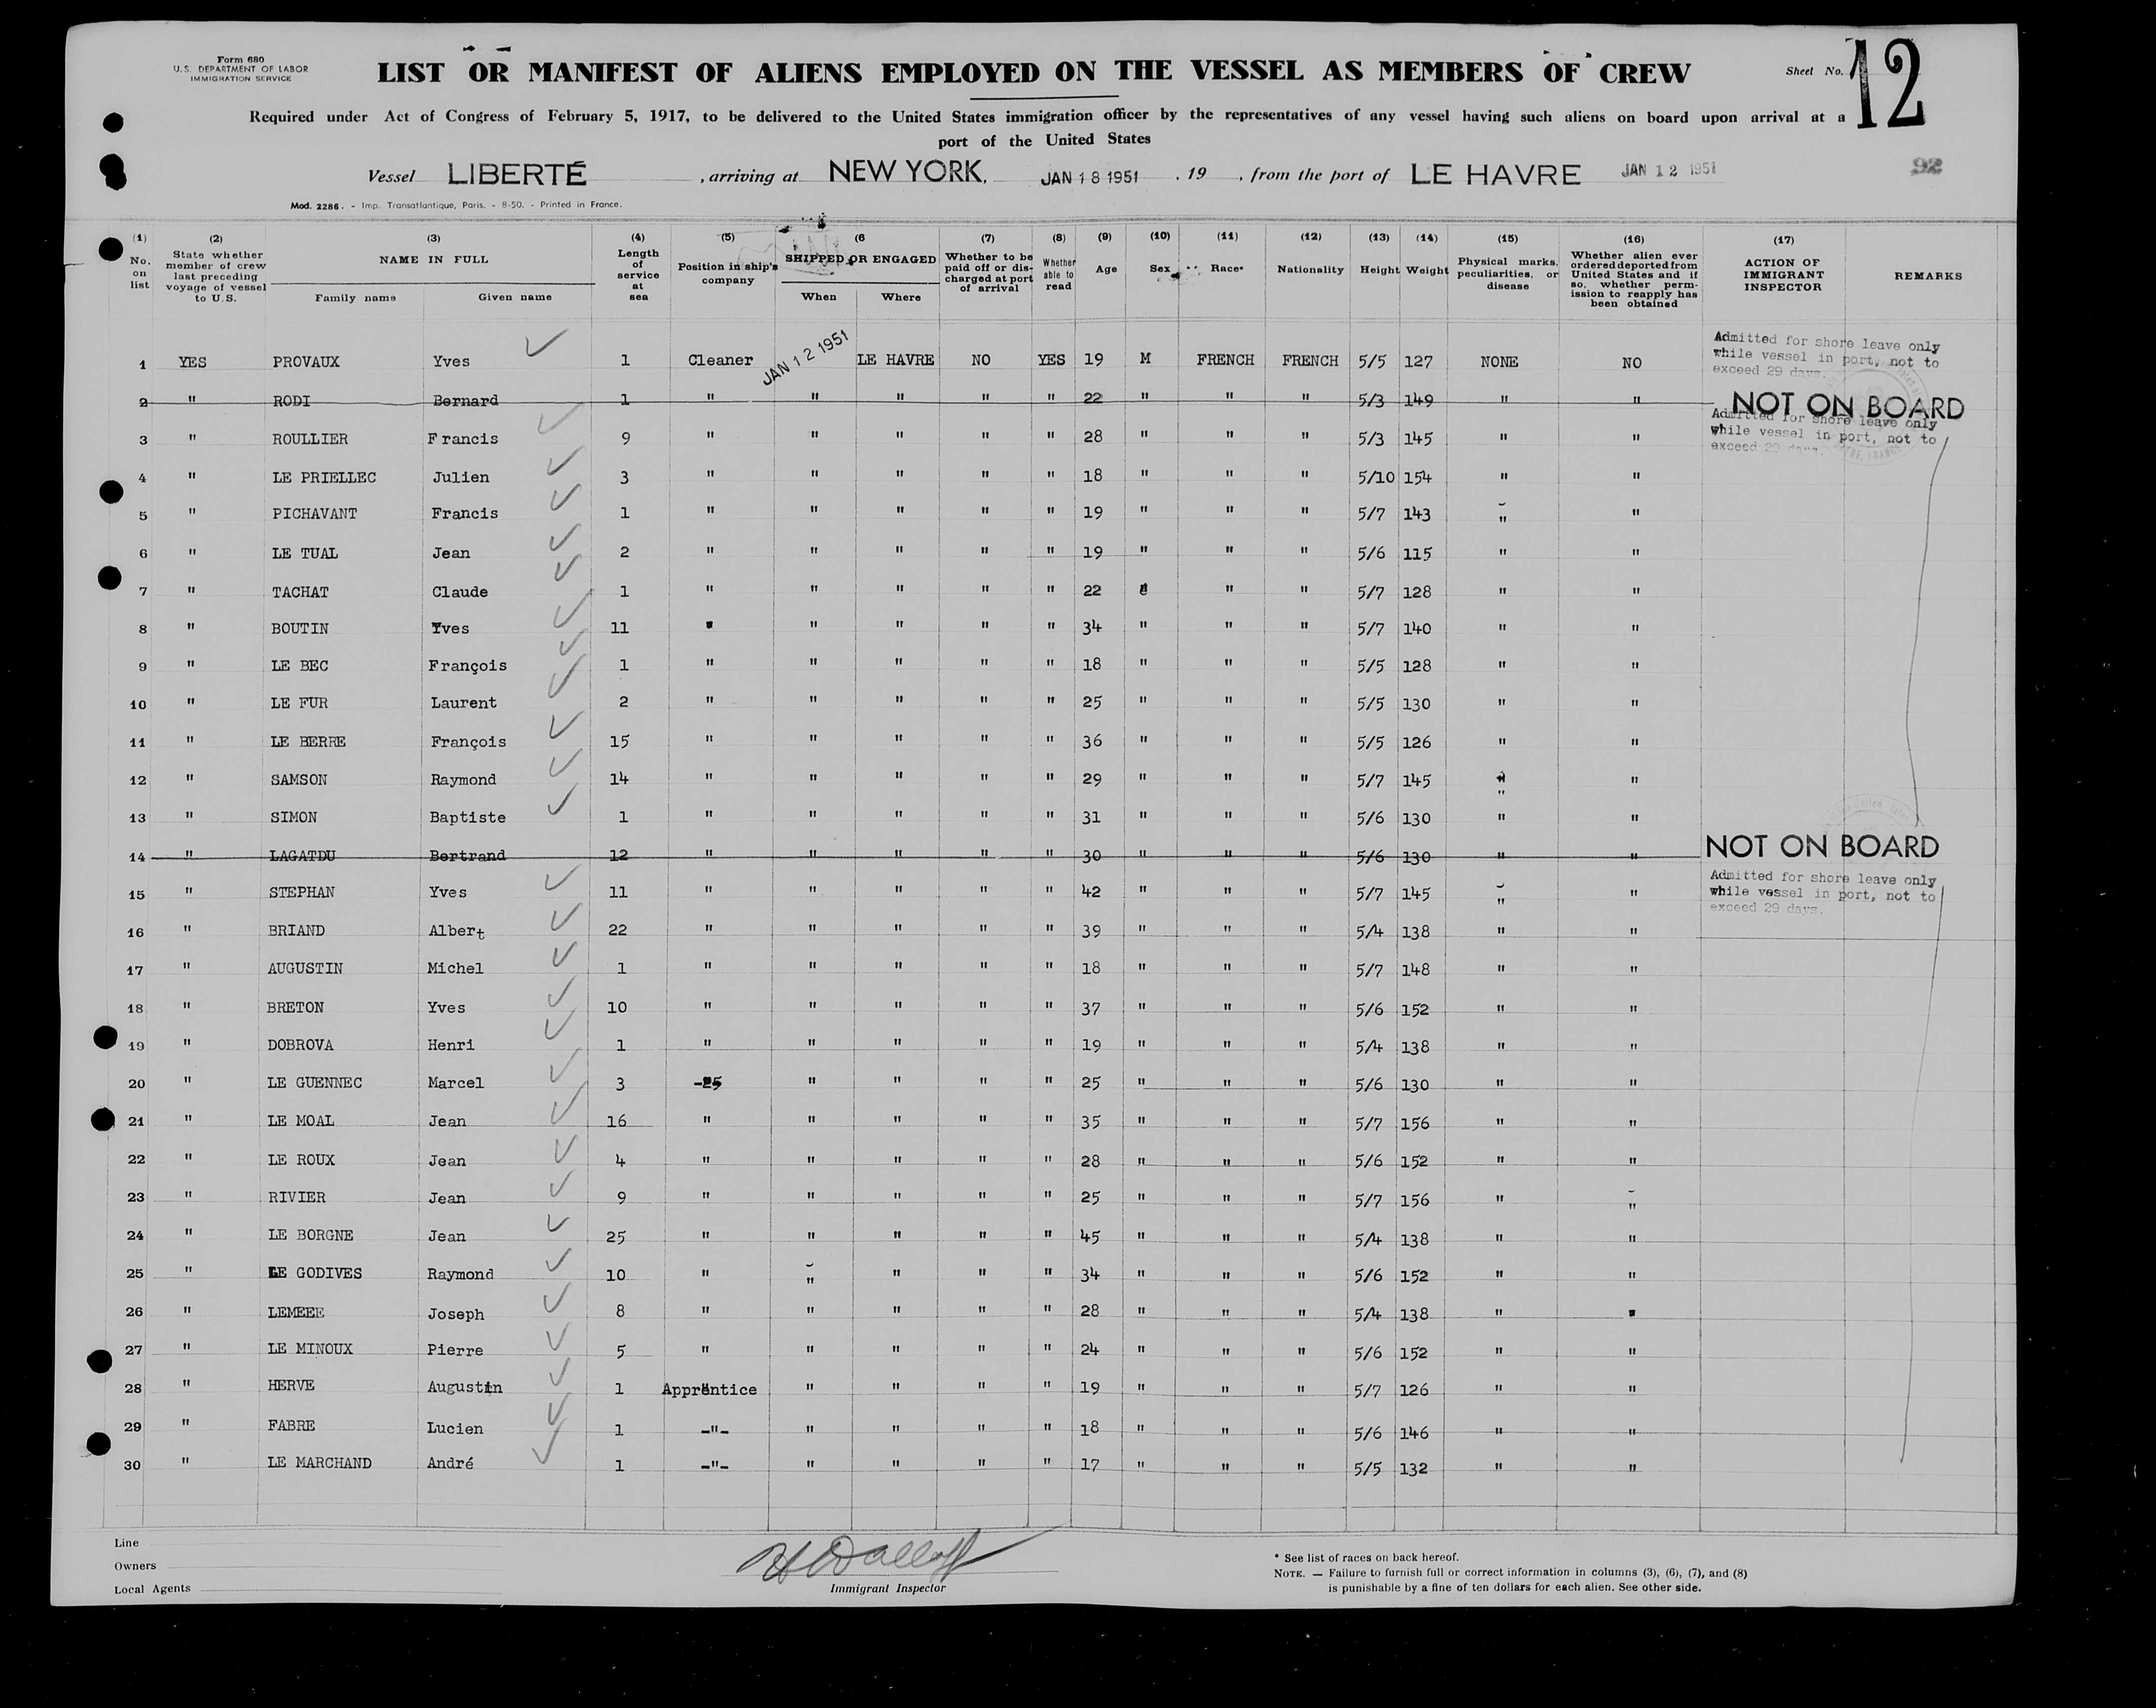 Form 680
U.S. DEPARTMENT OF LABOR
IMMIGRATION SERVICE
LIST OR MANIFEST OF ALIENS EMPLOYED ON THE VESSEL AS MEMBERS OF CREW
Sheet No. 12
Required under Act of Congress of February 5, 1917, to be delivered to the United States immigration officer by the representatives of any vessel having such aliens on board upon arrival at a
port of the United States
Vessel LIBERTÉ , arriving at NEW YORK, JAN 18 1951 , 19 , from the port of LE HAVRE JAN 12 1951 92
Mod. 2286. - Imp. Transatlantique, Paris. - 8-50. - Printed in France.
(1) No. on list (2) State whether member of crew last preceding voyage of vessel to U.S. (3) NAME IN FULL Family name Given name (4) Length of service at sea (5) Position in ship's company (6 SHIPPED OR ENGAGED When Where (7) Whether to be paid off or discharged at port of arrival (8) Whether able to read (9) Age (10) Sex (11) Race* (12) Nationality (13) Height (14) Weight (15) Physical marks, peculiarities, or disease (16) Whether alien ever ordered deported from United States and if so, whether permission to reapply has been obtained (17) ACTION OF IMMIGRANT INSPECTOR REMARKS
1 YES PROVAUX Yves 1 Cleaner JAN 12 1951 LE HAVRE NO YES 19 M FRENCH FRENCH 5/5 127 NONE NO Admitted for shore leave only while vessel in port, not to exceed 29 days.
2 " RODI Bernard 1 " " " " " 22 " " " 5/3 149 " " NOT ON BOARD
3 " ROULLIER Francis 9 " " " " " 28 " " " 5/3 145 " " Admitted for shore leave only while vessel in port, not to exceed 29 days.
4 " LE PRIELLEC Julien 3 " " " " " 18 " " " 5/10 154 " "
5 " PICHAVANT Francis 1 " " " " " 19 " " " 5/7 143 " "
6 " LE TUAL Jean 2 " " " " " 19 " " " 5/6 115 " "
7 " TACHAT Claude 1 " " " " " 22 " " 5/7 128 " "
8 " BOUTIN Yves 11 " " " " " 34 " " " 5/7 140 " "
9 " LE BEC François 1 " " " " " 18 " " " 5/5 128 " "
10 " LE FUR Laurent 2 " " " " " 25 " " " 5/5 130 " "
11 " LE BERRE François 15 " " " " " 36 " " " 5/5 126 " "
12 " SAMSON Raymond 14 " " " " " 29 " " " 5/7 145 " "
13 " SIMON Baptiste 1 " " " " " 31 " " " 5/6 130 " "
14 " LAGATDU Bertrand 12 " " " " " 30 " " " 5/6 130 " " NOT ON BOARD
15 " STEPHAN Yves 11 " " " " " 42 " " " 5/7 145 " " Admitted for shore leave only while vessel in port, not to exceed 29 days.
16 " BRIAND Albert 22 " " " " " 39 " " " 5/4 138 " "
17 " AUGUSTIN Michel 1 " " " " " 18 " " " 5/7 148 " "
18 " BRETON Yves 10 " " " " " 37 " " " 5/6 152 " "
19 " DOBROVA Henri 1 " " " " " 19 " " " 5/4 138 " "
20 " LE GUENNEC Marcel 3 " " " " 25 " " " 5/6 130 " "
21 " LE MOAL Jean 16 " " " " " 35 " " " 5/7 156 " "
22 " LE ROUX Jean 4 " " " " " 28 " " " 5/6 152 " "
23 " RIVIER Jean 9 " " " " " 25 " " " 5/7 156 " "
24 " LE BORGNE Jean 25 " " " " " 45 " " " 5/4 138 " "
25 " LE GODIVES Raymond 10 " " " " " 34 " " " 5/6 152 " "
26 " LEMEEE Joseph 8 " " " " " 28 " " " 5/4 138 " "
27 " LE MINOUX Pierre 5 " " " " " 24 " " " 5/6 152 " "
28 " HERVE Augustin 1 Apprentice " " " " 19 " " " 5/7 126 " "
29 " FABRE Lucien 1 -"- " " " " 18 " " " 5/6 146 " "
30 " LE MARCHAND André 1 -"- " " " " 17 " " " 5/5 132 " "
Line
Owners
Local Agents
Immigrant Inspector
* See list of races on back hereof.
NOTE. — Failure to furnish full or correct information in columns (3), (6), (7), and (8)
is punishable by a fine of ten dollars for each alien. See other side.